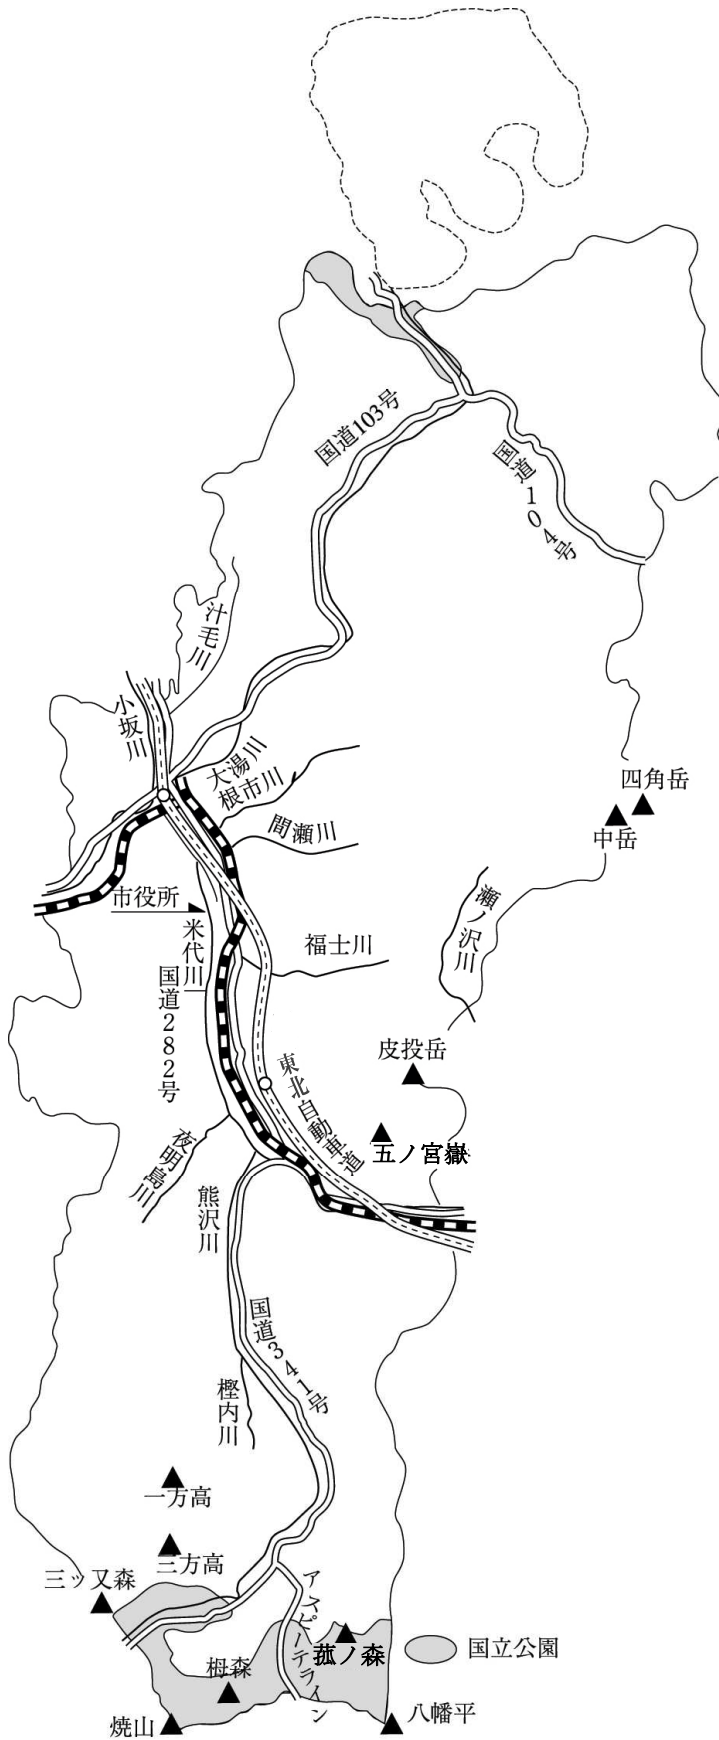 国道103号
国道104号
汁毛川
小坂川
大湯川
根市川
間瀬川
四角岳
中岳
市役所
米代川
福士川
瀬ノ沢川
国道282号
皮投岳
東北自動車道
五ノ宮嶽
夜明島川
熊沢川
国道341号
樫内川
一方高
三方高
三ッ又森
アスピーテライン
菰ノ森
国立公園
栂森
焼山
八幡平